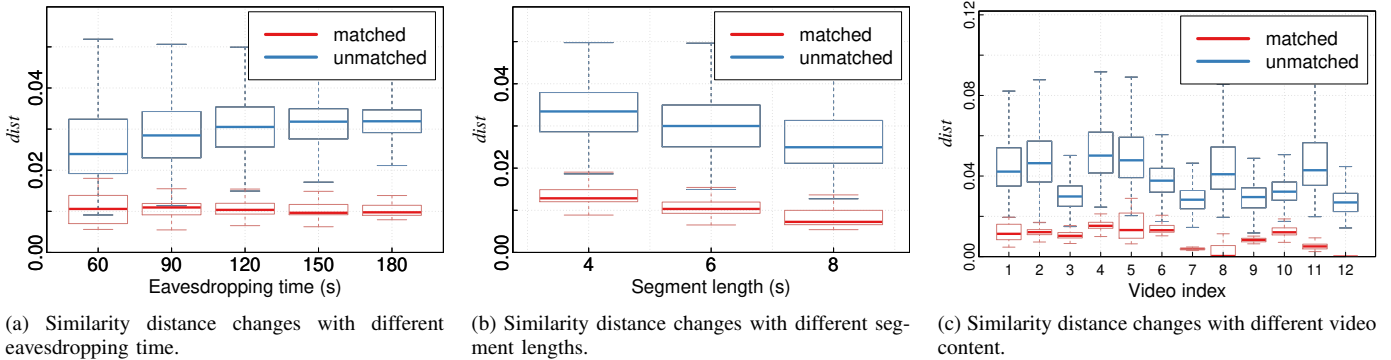 matched
unmatched
0.04
0.02
0.00
dist
60 90 120 150 180
Eavesdropping time (s)
(a) Similarity distance changes with different
eavesdropping time.
matched
unmatched
0.04
0.02
0.00
dist
4 6 8
Segment length (s)
(b) Similarity distance changes with different seg-
ment lengths.
matched
unmatched
0.12
0.08
0.04
0.00
dist
1 2 3 4 5 6 7 8 9 10 11 12
Video index
(c) Similarity distance changes with different video
content.